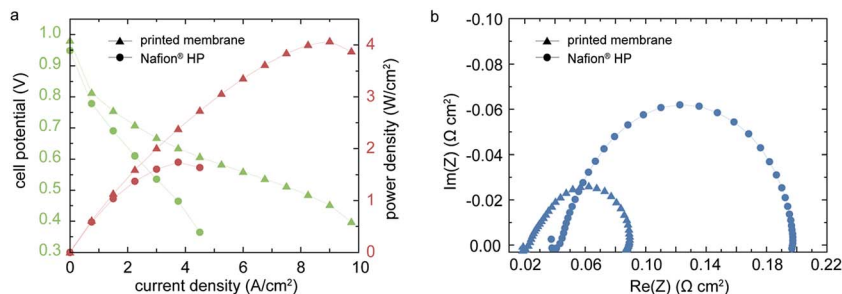 a
printed membrane
Nafion® HP
cell potential (V)
1.0
0.9
0.8
0.7
0.6
0.5
0.4
0.3
power density (W/cm²)
4
3
2
1
0
0 2 4 6 8 10
current density (A/cm²)
b
printed membrane
Nafion® HP
Im(Z) (Ω cm²)
-0.10
-0.08
-0.06
-0.04
-0.02
0.00
0.02 0.06 0.10 0.14 0.18 0.22
Re(Z) (Ω cm²)